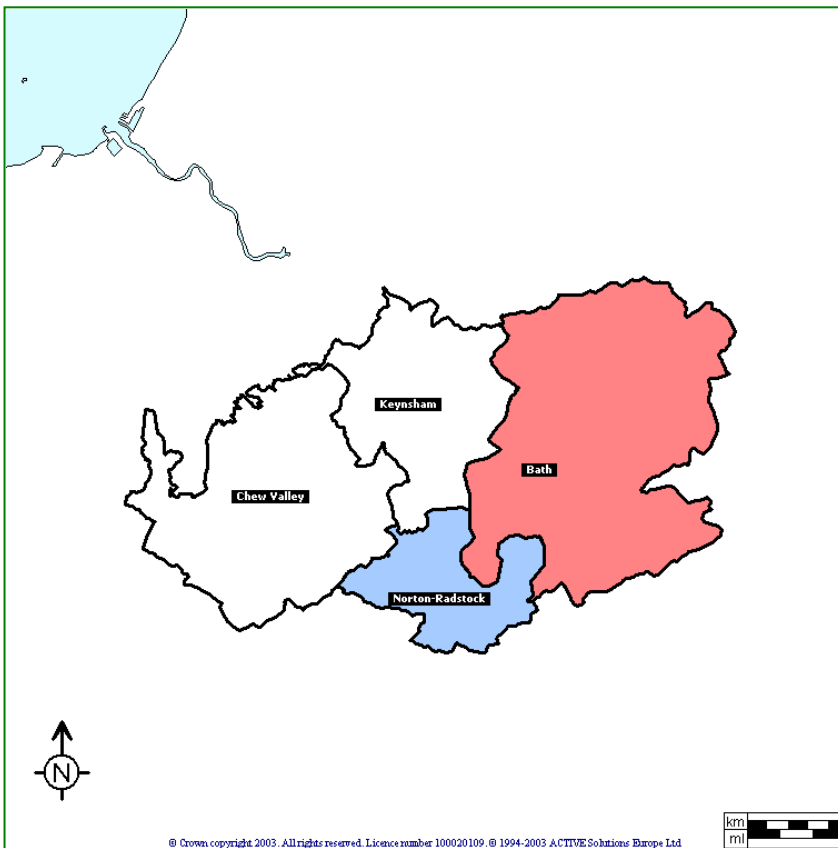 Keynsham
Bath
Chew Valley
Norton-Radstock
N
km
ml
© Crown copyright 2003. All rights reserved. Licence number 100020109. © 1994-2003 ACTIVE Solutions Europe Ltd